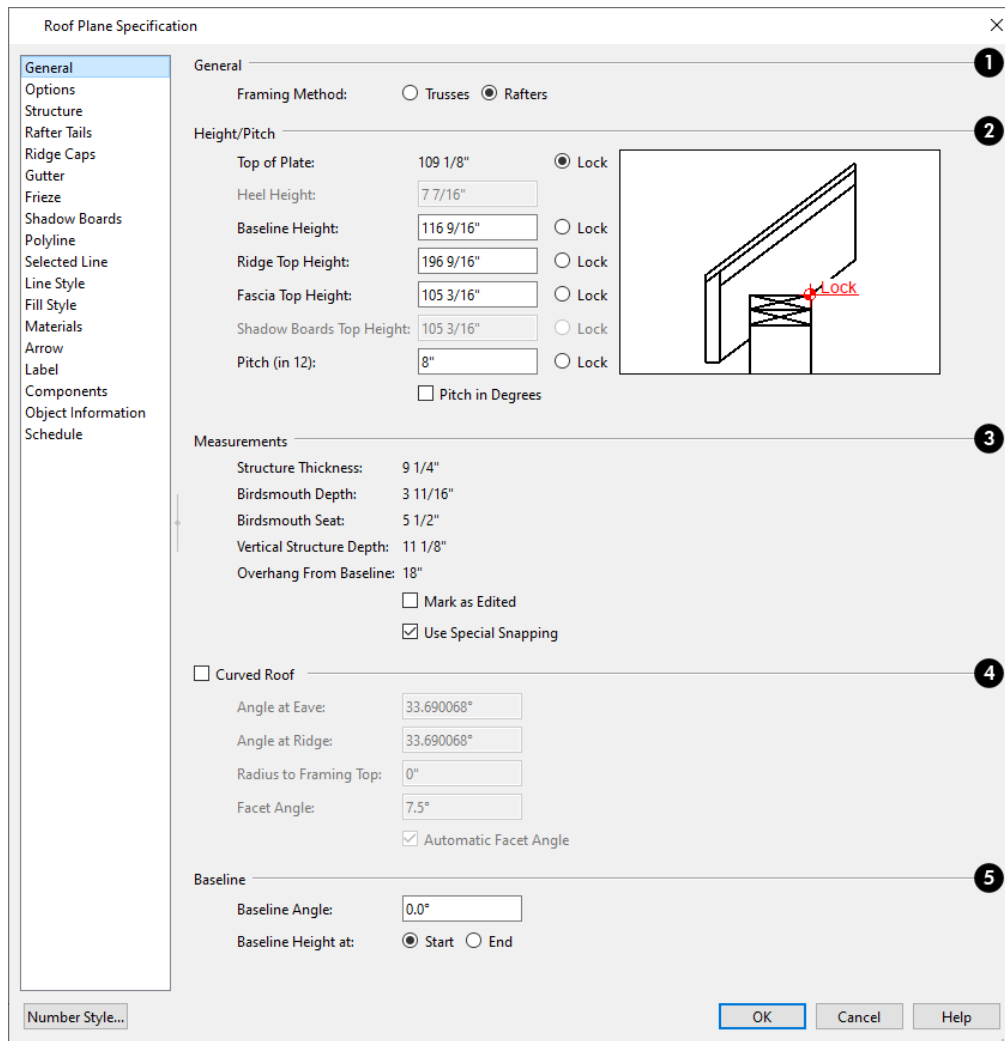 Roof Plane Specification
General
Options
Structure
Rafter Tails
Ridge Caps
Gutter
Frieze
Shadow Boards
Polyline
Selected Line
Line Style
Fill Style
Materials
Arrow
Label
Components
Object Information
Schedule
General 1
Framing Method: Trusses Rafters
Height/Pitch 2
Top of Plate: 109 1/8" Lock
Heel Height: 7 7/16"
Baseline Height: 116 9/16" Lock
Ridge Top Height: 196 9/16" Lock
Fascia Top Height: 105 3/16" Lock
Shadow Boards Top Height: 105 3/16" Lock
Pitch (in 12): 8" Lock
Pitch in Degrees
Lock
Measurements 3
Structure Thickness: 9 1/4"
Birdsmouth Depth: 3 11/16"
Birdsmouth Seat: 5 1/2"
Vertical Structure Depth: 11 1/8"
Overhang From Baseline: 18"
Mark as Edited
Use Special Snapping
Curved Roof 4
Angle at Eave: 33.690068°
Angle at Ridge: 33.690068°
Radius to Framing Top: 0"
Facet Angle: 7.5°
Automatic Facet Angle
Baseline 5
Baseline Angle: 0.0°
Baseline Height at: Start End
Number Style... OK Cancel Help